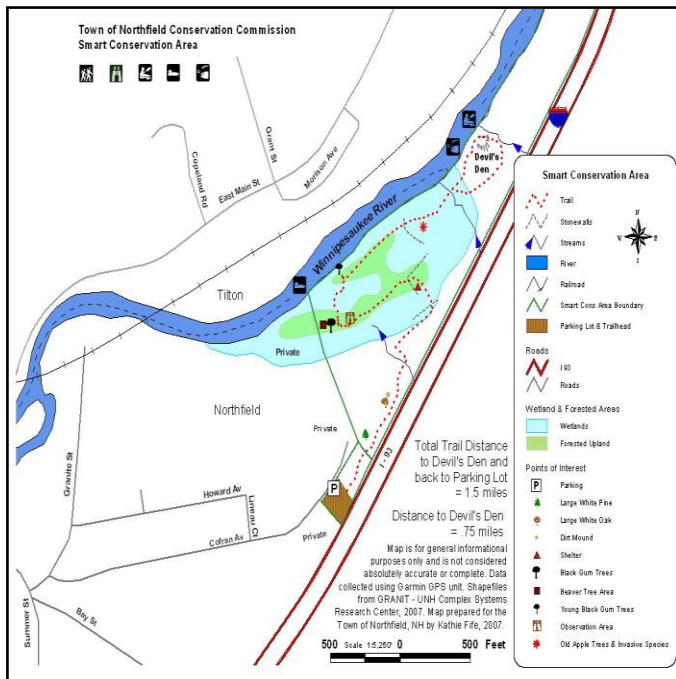 Town of Northfield Conservation Commission
Smart Conservation Area
Copeland Rd
Grant St
Morison Ave
East Main St
Devil's
Den
Winnipesaukee River
Tilton
Private
Northfield
Private
Granite St
Howard Av
Lineau Ct
Cofran Av
Private
Summer St
Bay St
P
I - 93
Total Trail Distance
to Devil's Den and
back to Parking Lot
= 1.5 miles
Distance to Devil's Den
= .75 miles
Map is for general informational
purposes only and is not considered
absolutely accurate or complete. Data
collected using Garmin GPS unit. Shapefiles
from GRANIT - UNH Complex Systems
Research Center, 2007. Map prepared for the
Town of Northfield, NH by Kathie Fife, 2007.
500 Scale 1:5,250' 0 500 Feet
Smart Conservation Area
Trail
Stonewalls
Streams
River
Railroad
Smart Cons Area Boundary
Parking Lot & Trailhead
N
W E
S
Roads
I 93
Roads
Wetland & Forested Areas
Wetlands
Forested Upland
Points of Interest
P Parking
Large White Pine
Large White Oak
Dirt Mound
Shelter
Black Gum Trees
Beaver Tree Area
Young Black Gum Trees
Observation Area
Old Apple Trees & Invasive Species